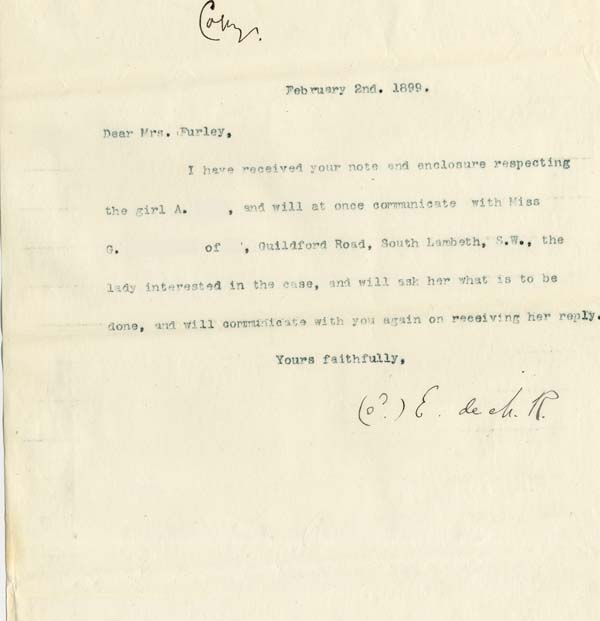 Copy.
February 2nd. 1899.
Dear Mrs. Furley,
I have received your note and enclosure respecting
the girl A. , and will at once communicate with Miss
G. of ', Guildford Road, South Lambeth, S.W., the
lady interested in the case, and will ask her what is to be
done, and will communicate with you again on receiving her reply.
Yours faithfully,
E. de M. R.